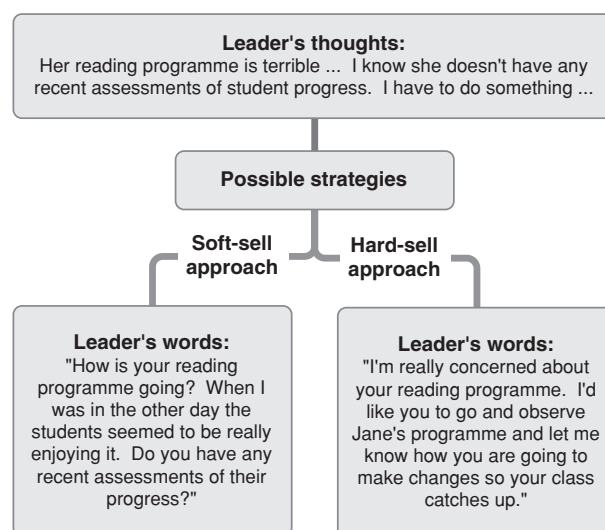 Leader's thoughts:
Her reading programme is terrible ... I know she doesn't have any
recent assessments of student progress. I have to do something ...
Possible strategies
Soft-sell
approach
Hard-sell
approach
Leader's words:
"How is your reading
programme going? When I
was in the other day the
students seemed to be really
enjoying it. Do you have any
recent assessments of their
progress?"
Leader's words:
"I'm really concerned about
your reading programme. I'd
like you to go and observe
Jane's programme and let me
know how you are going to
make changes so your class
catches up."